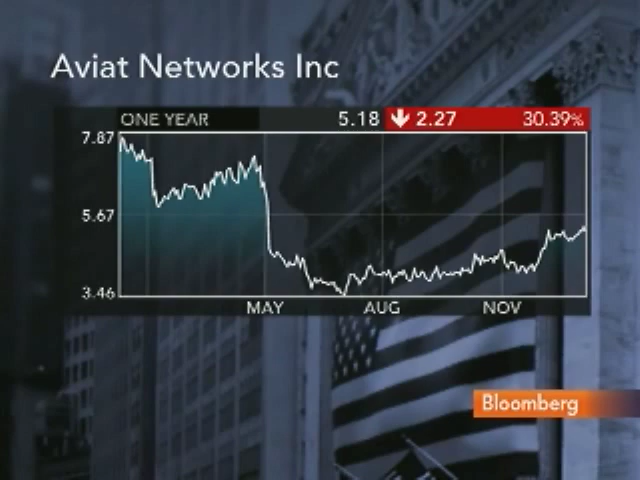 Aviat Networks Inc
ONE YEAR 5.18 2.27 30.39%
7.87
5.67
3.46
MAY AUG NOV
Bloomberg